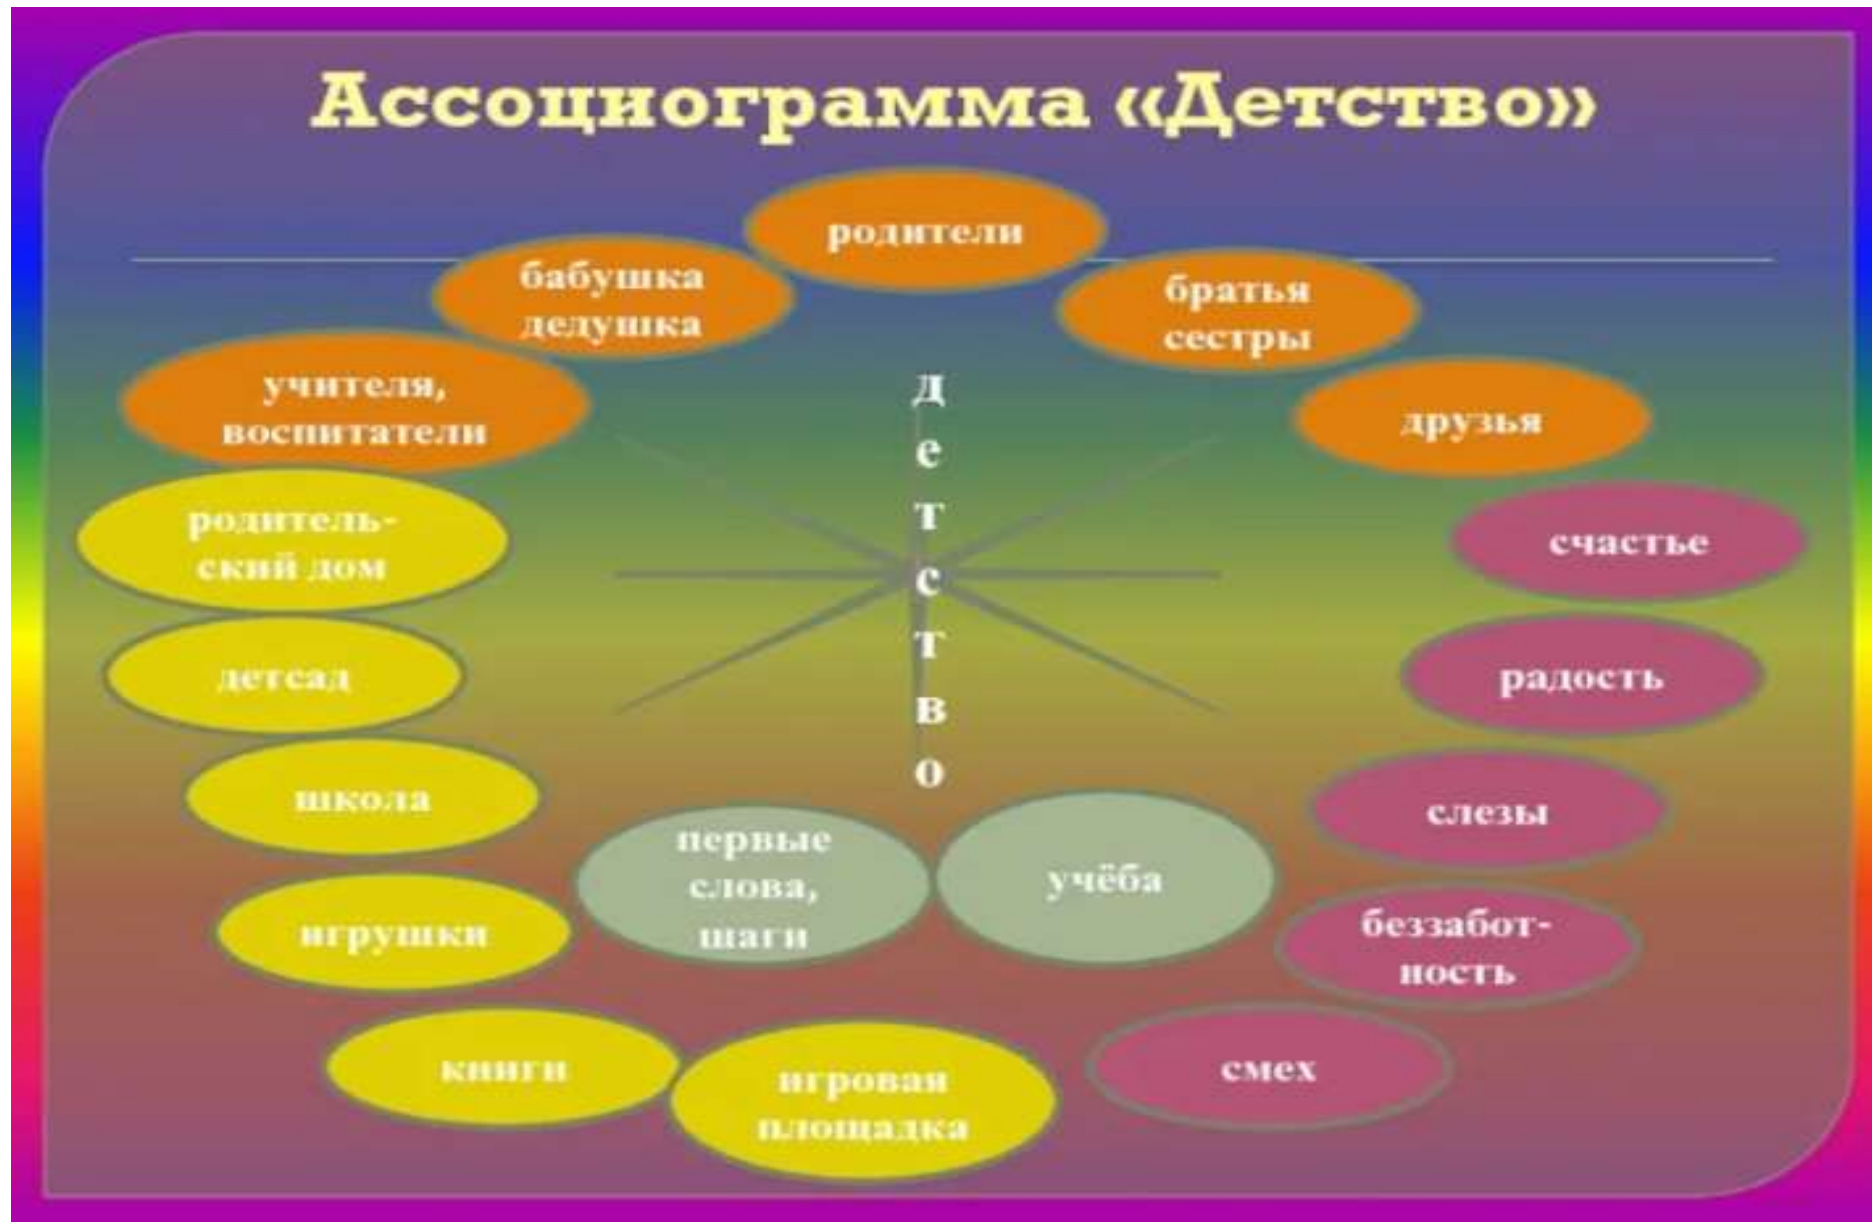 Ассоциограмма «Детство»
родители
бабушка
дедушка
братья
сестры
учителя,
воспитатели
друзья
д
е
т
с
т
в
о
родитель-
ский дом
счастье
детсад
радость
школа
слезы
первые
слова,
шаги
учёба
игрушки
беззабот-
ность
книги
игровая
площадка
смех